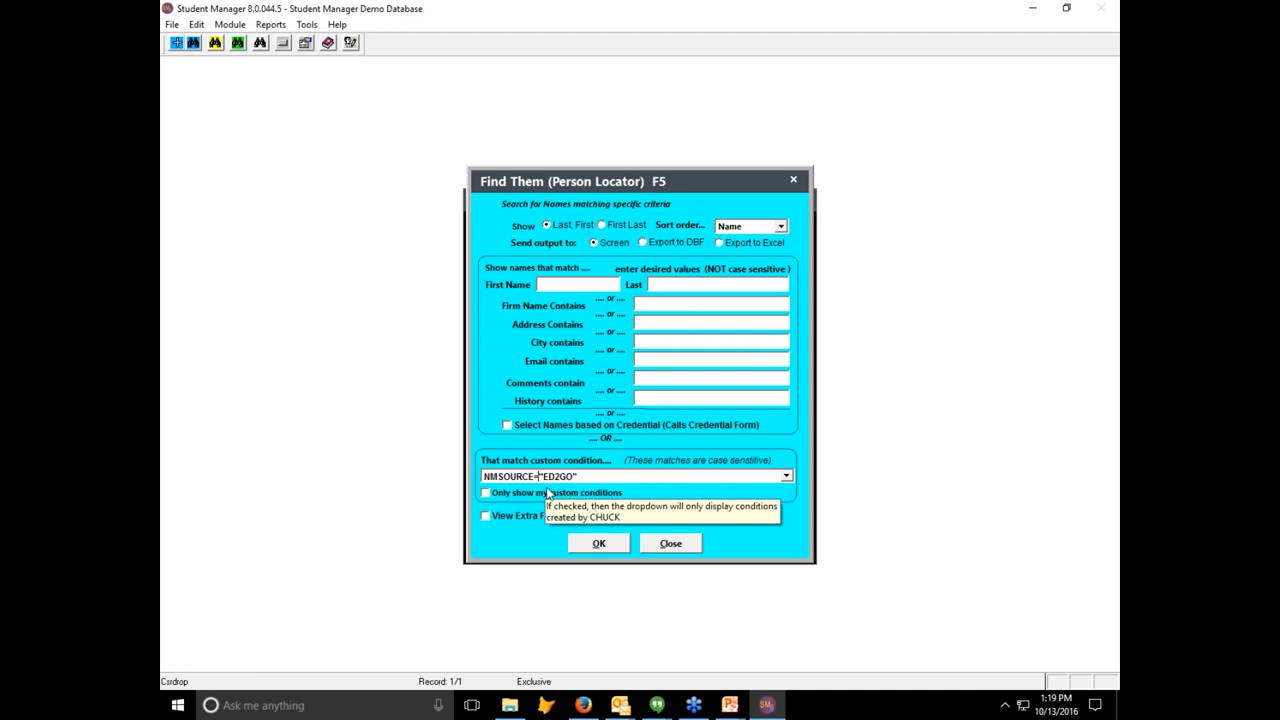 Student Manager 8.0.044.5 - Student Manager Demo Database
File Edit Module Reports Tools Help
Find Them (Person Locator) F5
Search for Names matching specific criteria
Show Last, First First Last Sort order... Name
Send output to: Screen Export to DBF Export to Excel
Show names that match .... enter desired values (NOT case sensitive )
First Name Last
.... or ....
Firm Name Contains
.... or ....
Address Contains
.... or ....
City contains
.... or ....
Email contains
.... or ....
Comments contain
.... or ....
History contains
.... or ....
Select Names based on Credential (Calls Credential Form)
.... OR ....
That match custom condition.... (These matches are case senstitive)
NMSOURCE="ED2GO"
Only show my custom conditions
If checked, then the dropdown will only display conditions
created by CHUCK
View Extra F
OK Close
Csrdrop Record: 1/1 Exclusive
Ask me anything
1:19 PM
10/13/2016